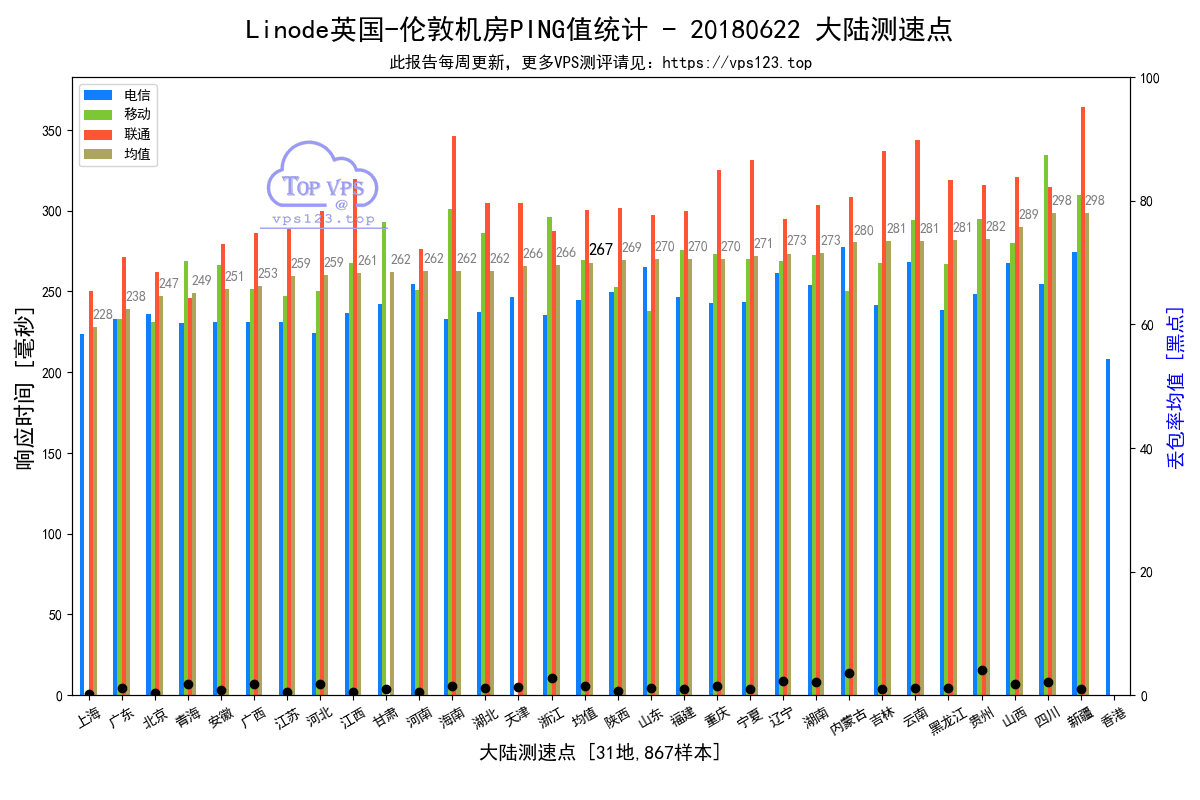 Linode英国-伦敦机房PING值统计 - 20180622 大陆测速点
此报告每周更新，更多VPS测评请见：https://vps123.top
电信
移动
联通
均值
TOP VPS
@
vps123.top
响应时间 [毫秒]
350
300
250
200
150
100
50
0
228
238
247
249
251
253
259
259
261
262
262
262
262
266
266
267
269
270
270
270
271
273
273
280
281
281
281
282
289
298
298
100
80
60
40
20
0
丢包率均值 [黑点]
上海
广东
北京
青海
安徽
广西
江苏
河北
江西
甘肃
河南
海南
湖北
天津
浙江
均值
陕西
山东
福建
重庆
宁夏
辽宁
湖南
内蒙古
吉林
云南
黑龙江
贵州
山西
四川
新疆
香港
大陆测速点 [31地,867样本]